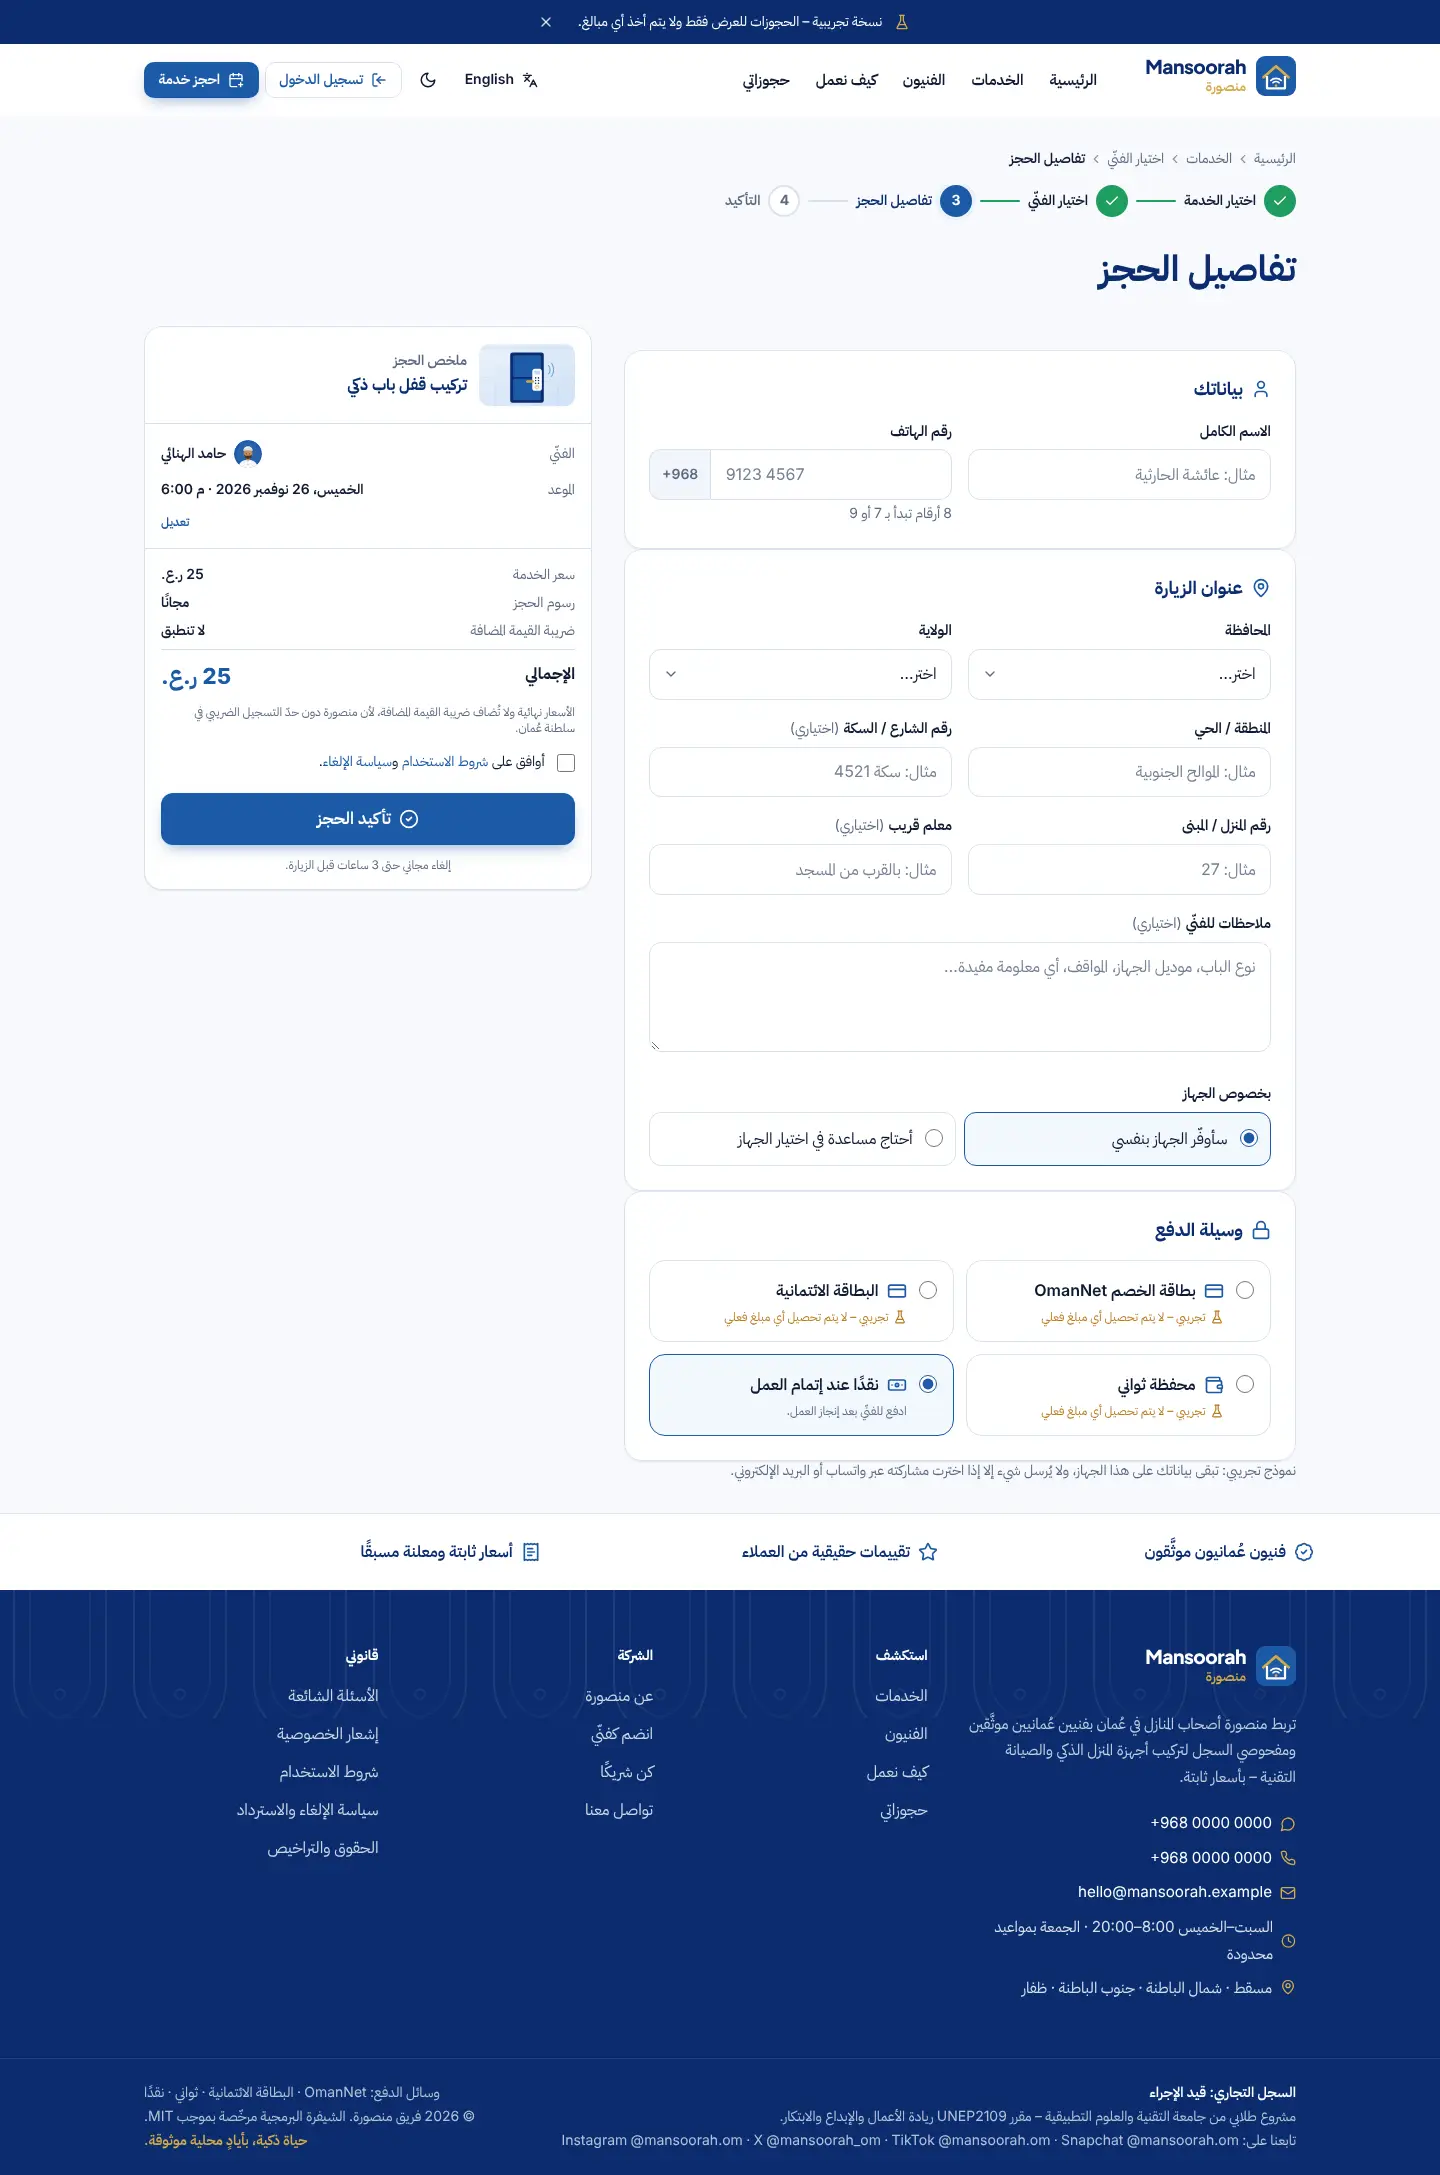 نسخة تجريبية – الحجوزات للعرض فقط ولا يتم أخذ أي مبالغ.
Mansoorah
منصورة
الرئيسية
الخدمات
الفنيون
كيف نعمل
حجوزاتي
English
تسجيل الدخول
احجز خدمة
الرئيسية › الخدمات › اختيار الفنّي › تفاصيل الحجز
اختيار الخدمة
اختيار الفنّي
3 تفاصيل الحجز
4 التأكيد
تفاصيل الحجز
بياناتك
الاسم الكامل
مثال: عائشة الحارثية
رقم الهاتف
+968
9123 4567
8 أرقام تبدأ بـ 7 أو 9
عنوان الزيارة
المحافظة
اختر...
الولاية
اختر...
المنطقة / الحي
مثال: الموالح الجنوبية
رقم الشارع / السكة (اختياري)
مثال: سكة 4521
رقم المنزل / المبنى
مثال: 27
معلم قريب (اختياري)
مثال: بالقرب من المسجد
ملاحظات للفنّي (اختياري)
نوع الباب، موديل الجهاز، المواقف، أي معلومة مفيدة...
بخصوص الجهاز
سأوفّر الجهاز بنفسي
أحتاج مساعدة في اختيار الجهاز
وسيلة الدفع
بطاقة الخصم OmanNet
تجريبي – لا يتم تحصيل أي مبلغ فعلي
البطاقة الائتمانية
تجريبي – لا يتم تحصيل أي مبلغ فعلي
محفظة ثواني
تجريبي – لا يتم تحصيل أي مبلغ فعلي
نقدًا عند إتمام العمل
ادفع للفنّي بعد إنجاز العمل.
نموذج تجريبي: تبقى بياناتك على هذا الجهاز، ولا يُرسل شيء إلا إذا اخترت مشاركته عبر واتساب أو البريد الإلكتروني.
ملخص الحجز
تركيب قفل باب ذكي
الفنّي
حامد الهنائي
الموعد
الخميس، 26 نوفمبر 2026 · 6:00 م
تعديل
سعر الخدمة
25 ر.ع.
رسوم الحجز
مجانًا
ضريبة القيمة المضافة
لا تنطبق
الإجمالي
25 ر.ع.
الأسعار نهائية ولا تُضاف ضريبة القيمة المضافة، لأن منصورة دون حدّ التسجيل الضريبي في
سلطنة عُمان.
أوافق على شروط الاستخدام وسياسة الإلغاء.
تأكيد الحجز
إلغاء مجاني حتى 3 ساعات قبل الزيارة.
فنيون عُمانيون موثَّقون
تقييمات حقيقية من العملاء
أسعار ثابتة ومعلنة مسبقًا
Mansoorah
منصورة
تربط منصورة أصحاب المنازل في عُمان بفنيين عُمانيين موثَّقين
ومفحوصي السجل لتركيب أجهزة المنزل الذكي والصيانة
التقنية – بأسعار ثابتة.
+968 0000 0000
+968 0000 0000
hello@mansoorah.example
السبت–الخميس 8:00–20:00 · الجمعة بمواعيد
محدودة
مسقط · شمال الباطنة · جنوب الباطنة · ظفار
استكشف
الخدمات
الفنيون
كيف نعمل
حجوزاتي
الشركة
عن منصورة
انضم كفنّي
كن شريكًا
تواصل معنا
قانوني
الأسئلة الشائعة
إشعار الخصوصية
شروط الاستخدام
سياسة الإلغاء والاسترداد
الحقوق والتراخيص
السجل التجاري: قيد الإجراء
مشروع طلابي من جامعة التقنية والعلوم التطبيقية – مقرر UNEP2109 ريادة الأعمال والإبداع والابتكار.
تابعنا على: Instagram @mansoorah.om · X @mansoorah_om · TikTok @mansoorah.om · Snapchat @mansoorah.om
وسائل الدفع: OmanNet · البطاقة الائتمانية · ثواني · نقدًا
© 2026 فريق منصورة. الشيفرة البرمجية مرخّصة بموجب MIT.
حياة ذكية، بأيادٍ محلية موثوقة.